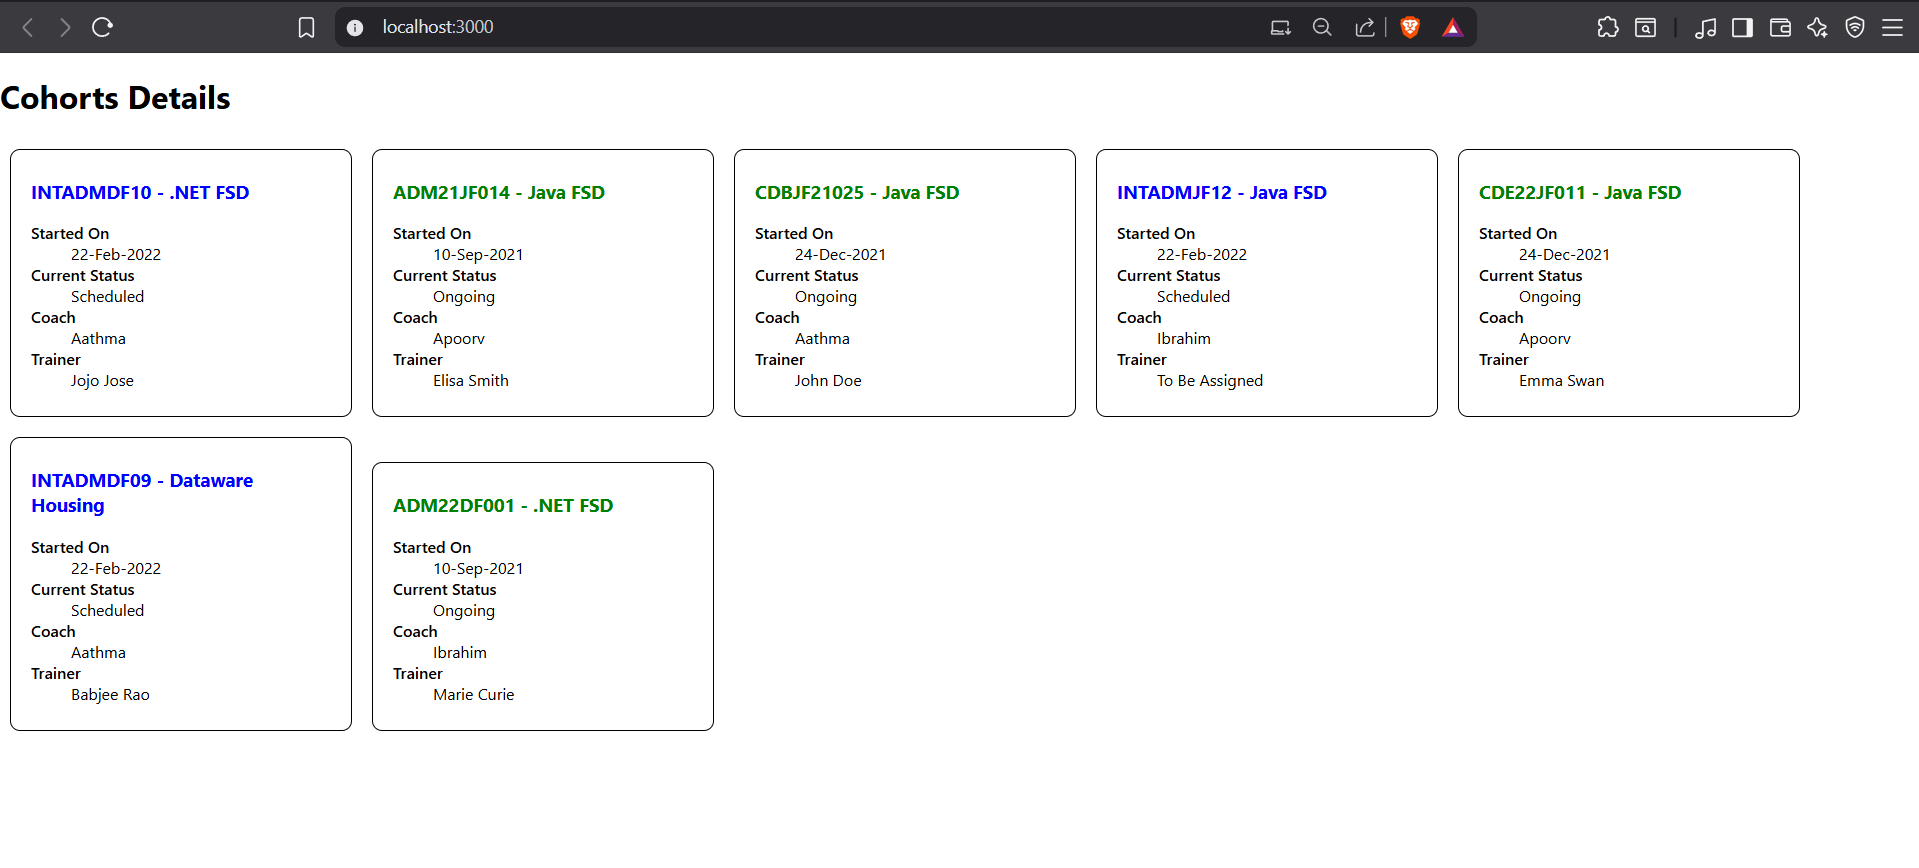 localhost:3000
Cohorts Details
INTADMDF10 - .NET FSD
Started On
22-Feb-2022
Current Status
Scheduled
Coach
Aathma
Trainer
Jojo Jose
ADM21JF014 - Java FSD
Started On
10-Sep-2021
Current Status
Ongoing
Coach
Apoorv
Trainer
Elisa Smith
CDBJF21025 - Java FSD
Started On
24-Dec-2021
Current Status
Ongoing
Coach
Aathma
Trainer
John Doe
INTADMJF12 - Java FSD
Started On
22-Feb-2022
Current Status
Scheduled
Coach
Ibrahim
Trainer
To Be Assigned
CDE22JF011 - Java FSD
Started On
24-Dec-2021
Current Status
Ongoing
Coach
Apoorv
Trainer
Emma Swan
INTADMDF09 - Dataware
Housing
Started On
22-Feb-2022
Current Status
Scheduled
Coach
Aathma
Trainer
Babjee Rao
ADM22DF001 - .NET FSD
Started On
10-Sep-2021
Current Status
Ongoing
Coach
Ibrahim
Trainer
Marie Curie